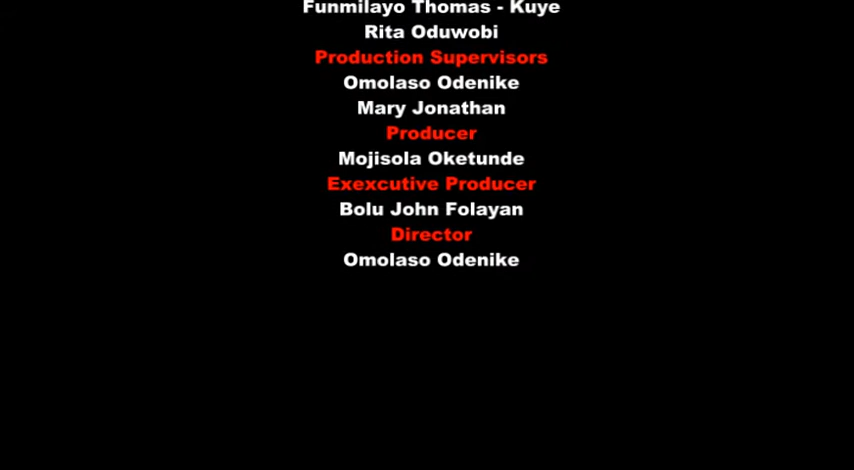 Funmilayo Thomas - Kuye
Rita Oduwobi
Production Supervisors
Omolaso Odenike
Mary Jonathan
Producer
Mojisola Oketunde
Exexcutive Producer
Bolu John Folayan
Director
Omolaso Odenike